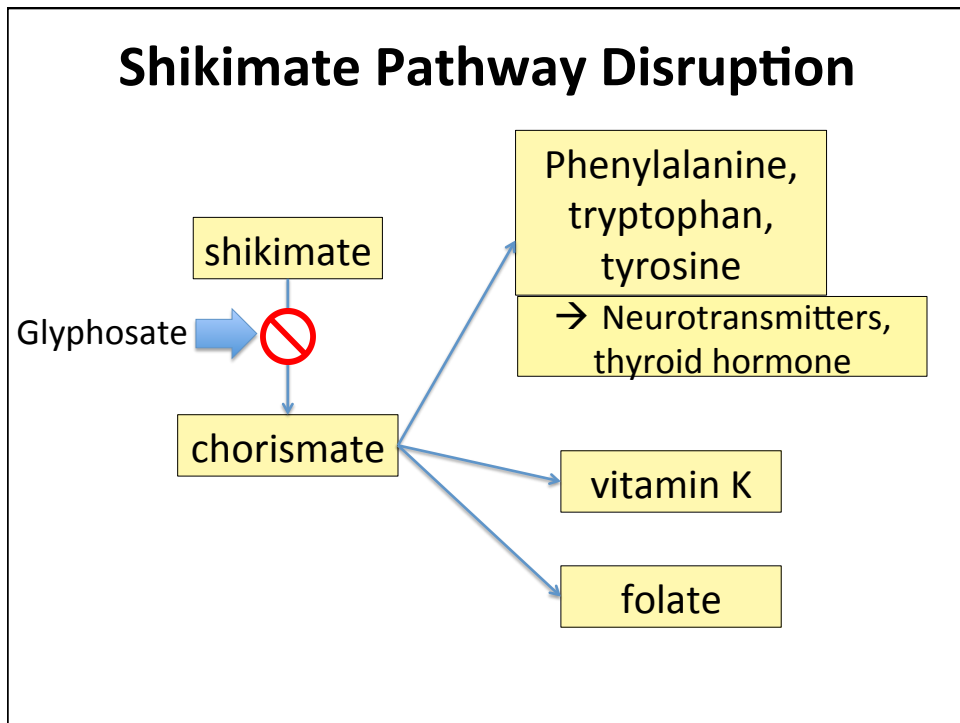 Shikimate Pathway Disruption
Phenylalanine,
tryptophan,
tyrosine
→ Neurotransmitters,
thyroid hormone
shikimate
Glyphosate
chorismate
vitamin K
folate